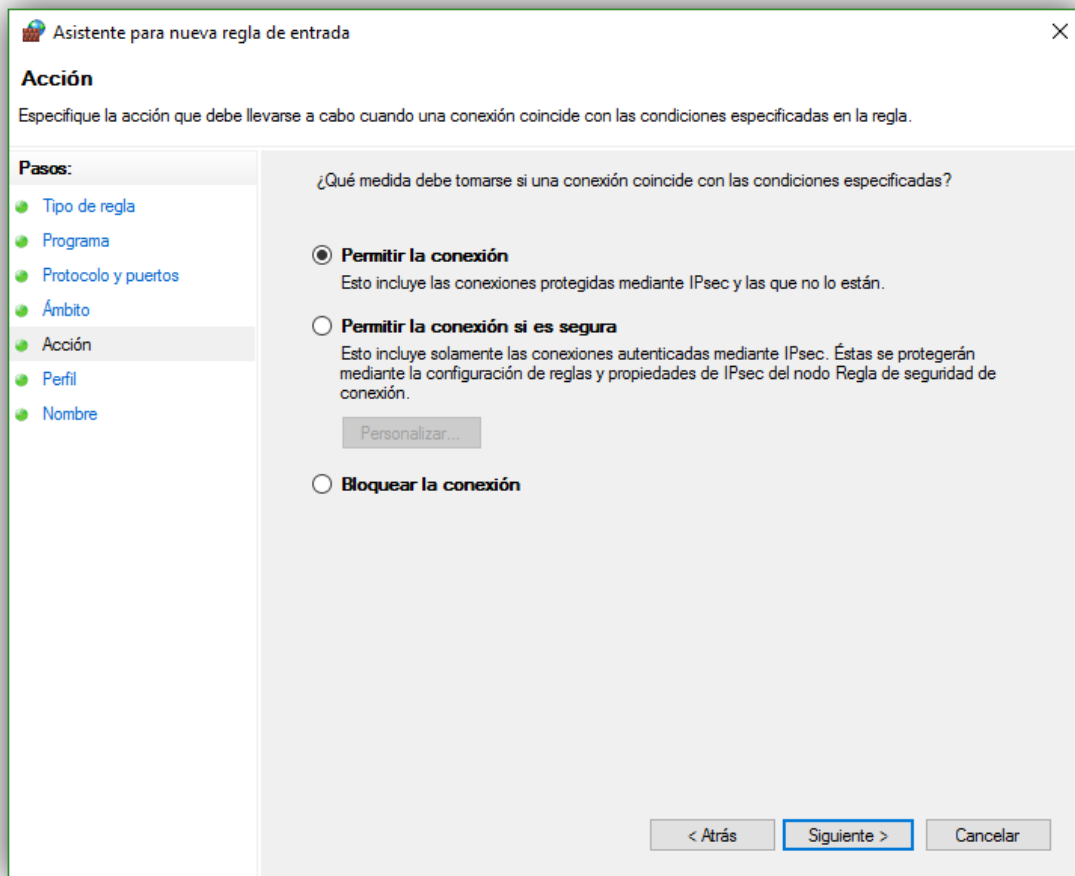 Asistente para nueva regla de entrada
Acción
Especifique la acción que debe llevarse a cabo cuando una conexión coincide con las condiciones especificadas en la regla.
Pasos:
Tipo de regla
Programa
Protocolo y puertos
Ámbito
Acción
Perfil
Nombre
¿Qué medida debe tomarse si una conexión coincide con las condiciones especificadas?
Permitir la conexión
Esto incluye las conexiones protegidas mediante IPsec y las que no lo están.
Permitir la conexión si es segura
Esto incluye solamente las conexiones autenticadas mediante IPsec. Éstas se protegerán
mediante la configuración de reglas y propiedades de IPsec del nodo Regla de seguridad de
conexión.
Personalizar...
Bloquear la conexión
< Atrás
Siguiente >
Cancelar